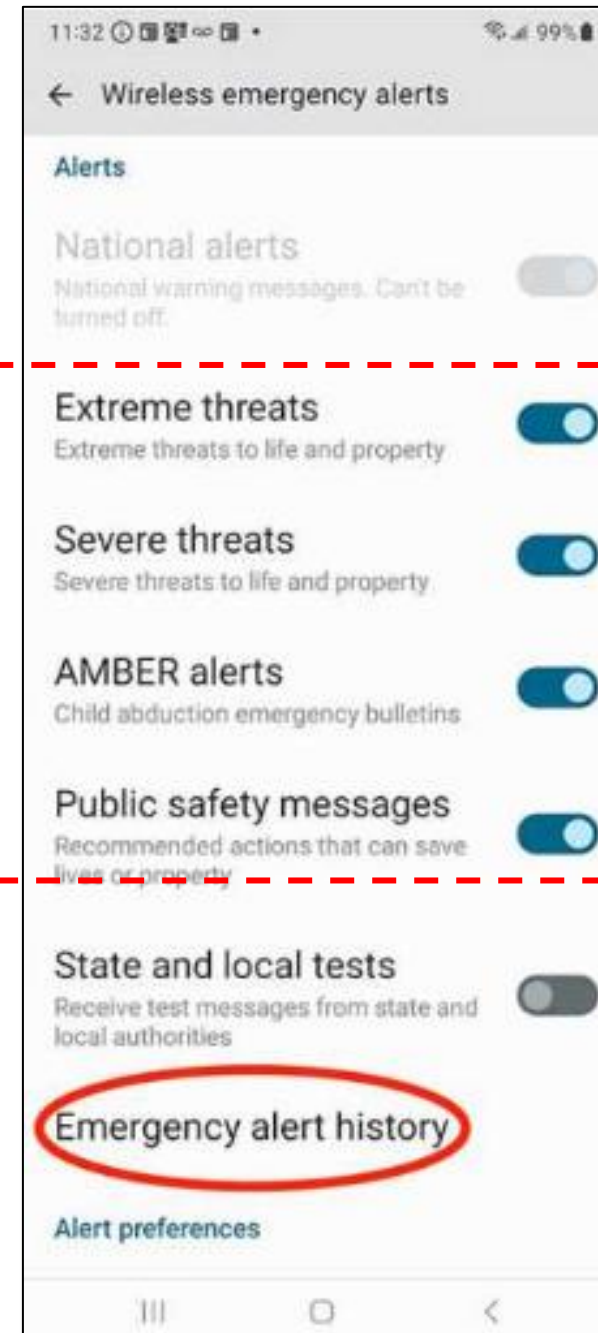 11:32
99%
Wireless emergency alerts
Alerts
National alerts
National warning messages. Can't be
turned off.
Extreme threats
Extreme threats to life and property
Severe threats
Severe threats to life and property
AMBER alerts
Child abduction emergency bulletins
Public safety messages
Recommended actions that can save
lives or property
State and local tests
Receive test messages from state and
local authorities
Emergency alert history
Alert preferences